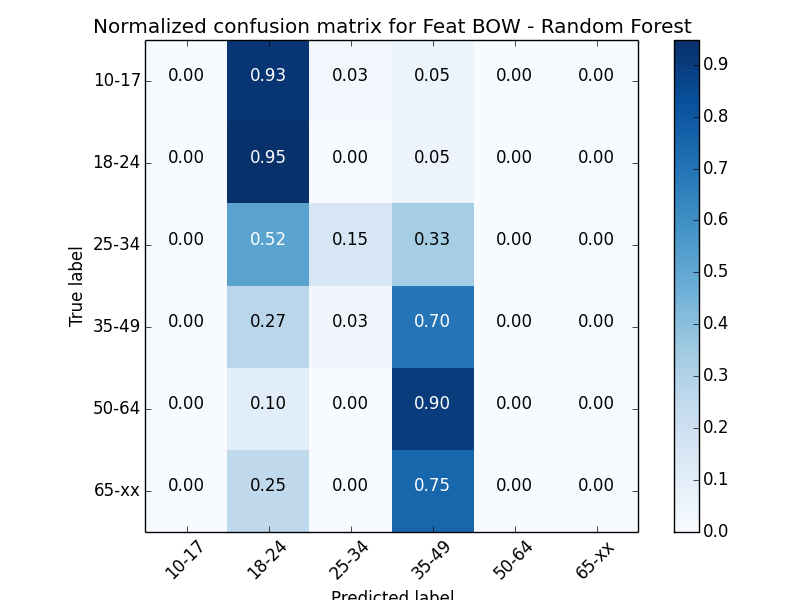 Normalized confusion matrix for Feat BOW - Random Forest
True label
10-17 0.00 0.93 0.03 0.05 0.00 0.00
18-24 0.00 0.95 0.00 0.05 0.00 0.00
25-34 0.00 0.52 0.15 0.33 0.00 0.00
35-49 0.00 0.27 0.03 0.70 0.00 0.00
50-64 0.00 0.10 0.00 0.90 0.00 0.00
65-xx 0.00 0.25 0.00 0.75 0.00 0.00
10-17 18-24 25-34 35-49 50-64 65-xx
Predicted label
0.9
0.8
0.7
0.6
0.5
0.4
0.3
0.2
0.1
0.0